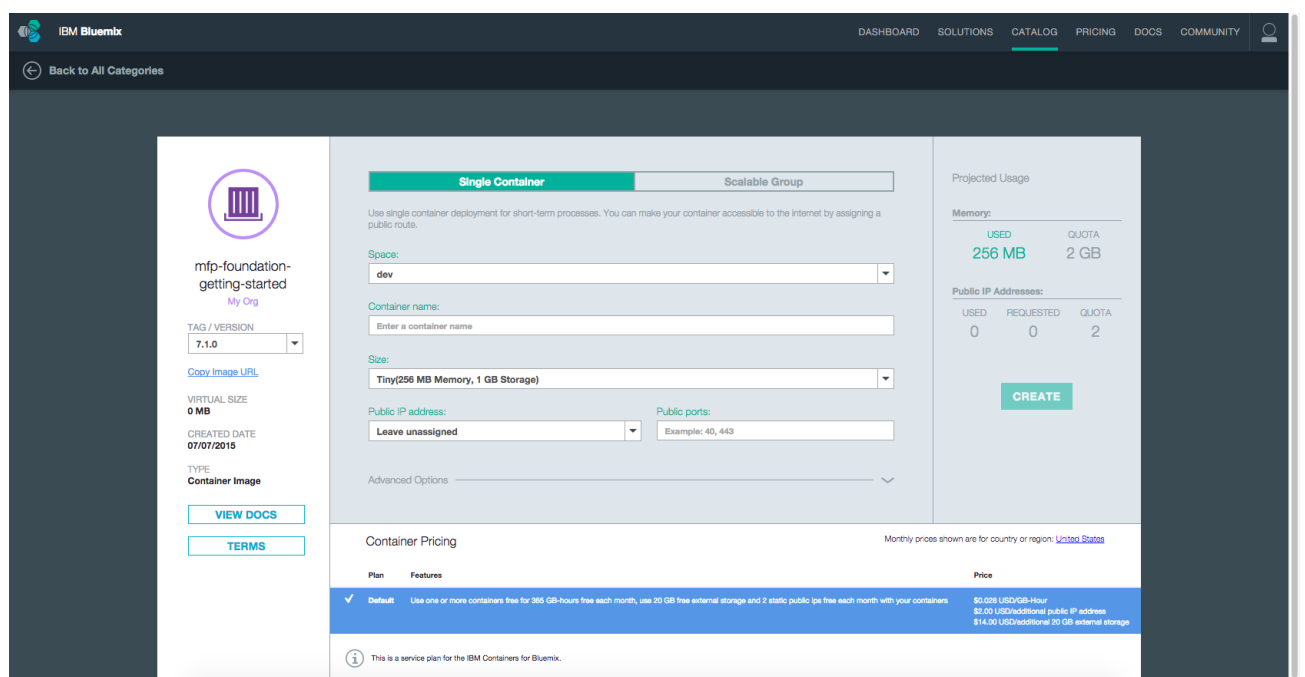 IBM Bluemix
DASHBOARD SOLUTIONS CATALOG PRICING DOCS COMMUNITY
Back to All Categories
mfp-foundation-
getting-started
My Org
TAG / VERSION
7.1.0
Copy Image URL
VIRTUAL SIZE
0 MB
CREATED DATE
07/07/2015
TYPE
Container Image
VIEW DOCS
TERMS
Single Container Scalable Group
Use single container deployment for short-term processes. You can make your container accessible to the internet by assigning a
public route.
Space:
dev
Container name:
Enter a container name
Size:
Tiny(256 MB Memory, 1 GB Storage)
Public IP address: Public ports:
Leave unassigned Example: 40, 443
Advanced Options
Projected Usage
Memory:
USED QUOTA
256 MB 2 GB
Public IP Addresses:
USED REQUESTED QUOTA
0 0 2
CREATE
Container Pricing Monthly prices shown are for country or region: United States
Plan Features Price
Default Use one or more containers free for 365 GB-hours free each month, use 20 GB free external storage and 2 static public ips free each month with your containers $0.028 USD/GB-Hour
$2.00 USD/additional public IP address
$14.00 USD/additional 20 GB external storage
This is a service plan for the IBM Containers for Bluemix.